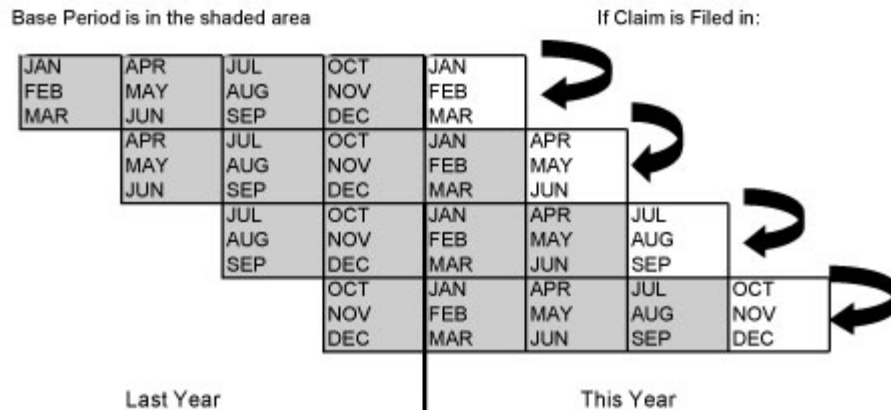 Base Period is in the shaded area If Claim is Filed in:
JAN APR JUL OCT JAN
FEB MAY AUG NOV FEB
MAR JUN SEP DEC MAR
APR JUL OCT JAN APR
MAY AUG NOV FEB MAY
JUN SEP DEC MAR JUN
JUL OCT JAN APR JUL
AUG NOV FEB MAY AUG
SEP DEC MAR JUN SEP
OCT JAN APR JUL OCT
NOV FEB MAY AUG NOV
DEC MAR JUN SEP DEC
Last Year This Year